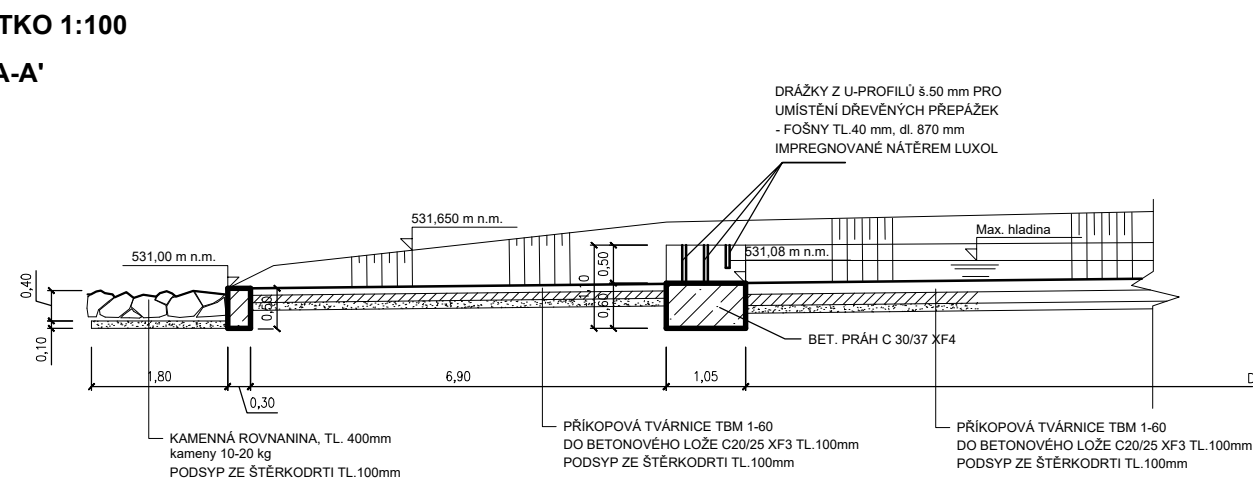 TKO 1:100
A-A'
DRÁŽKY Z U-PROFILŮ š.50 mm PRO
UMÍSTĚNÍ DŘEVĚNÝCH PŘEPÁŽEK
- FOŠNY TL.40 mm, dl. 870 mm
IMPREGNOVANÉ NÁTĚREM LUXOL
531,650 m n.m.
Max. hladina
531,00 m n.m.
531,08 m n.m.
0,40
0,10
0,60
0,50
0,60
BET. PRÁH C 30/37 XF4
1,80
6,90
1,05
D
0,30
KAMENNÁ ROVNANINA, TL. 400mm
kameny 10-20 kg
PODSYP ZE ŠTĚRKODRTI TL.100mm
PŘÍKOPOVÁ TVÁRNICE TBM 1-60
DO BETONOVÉHO LOŽE C20/25 XF3 TL.100mm
PODSYP ZE ŠTĚRKODRTI TL.100mm
PŘÍKOPOVÁ TVÁRNICE TBM 1-60
DO BETONOVÉHO LOŽE C20/25 XF3 TL.100mm
PODSYP ZE ŠTĚRKODRTI TL.100mm